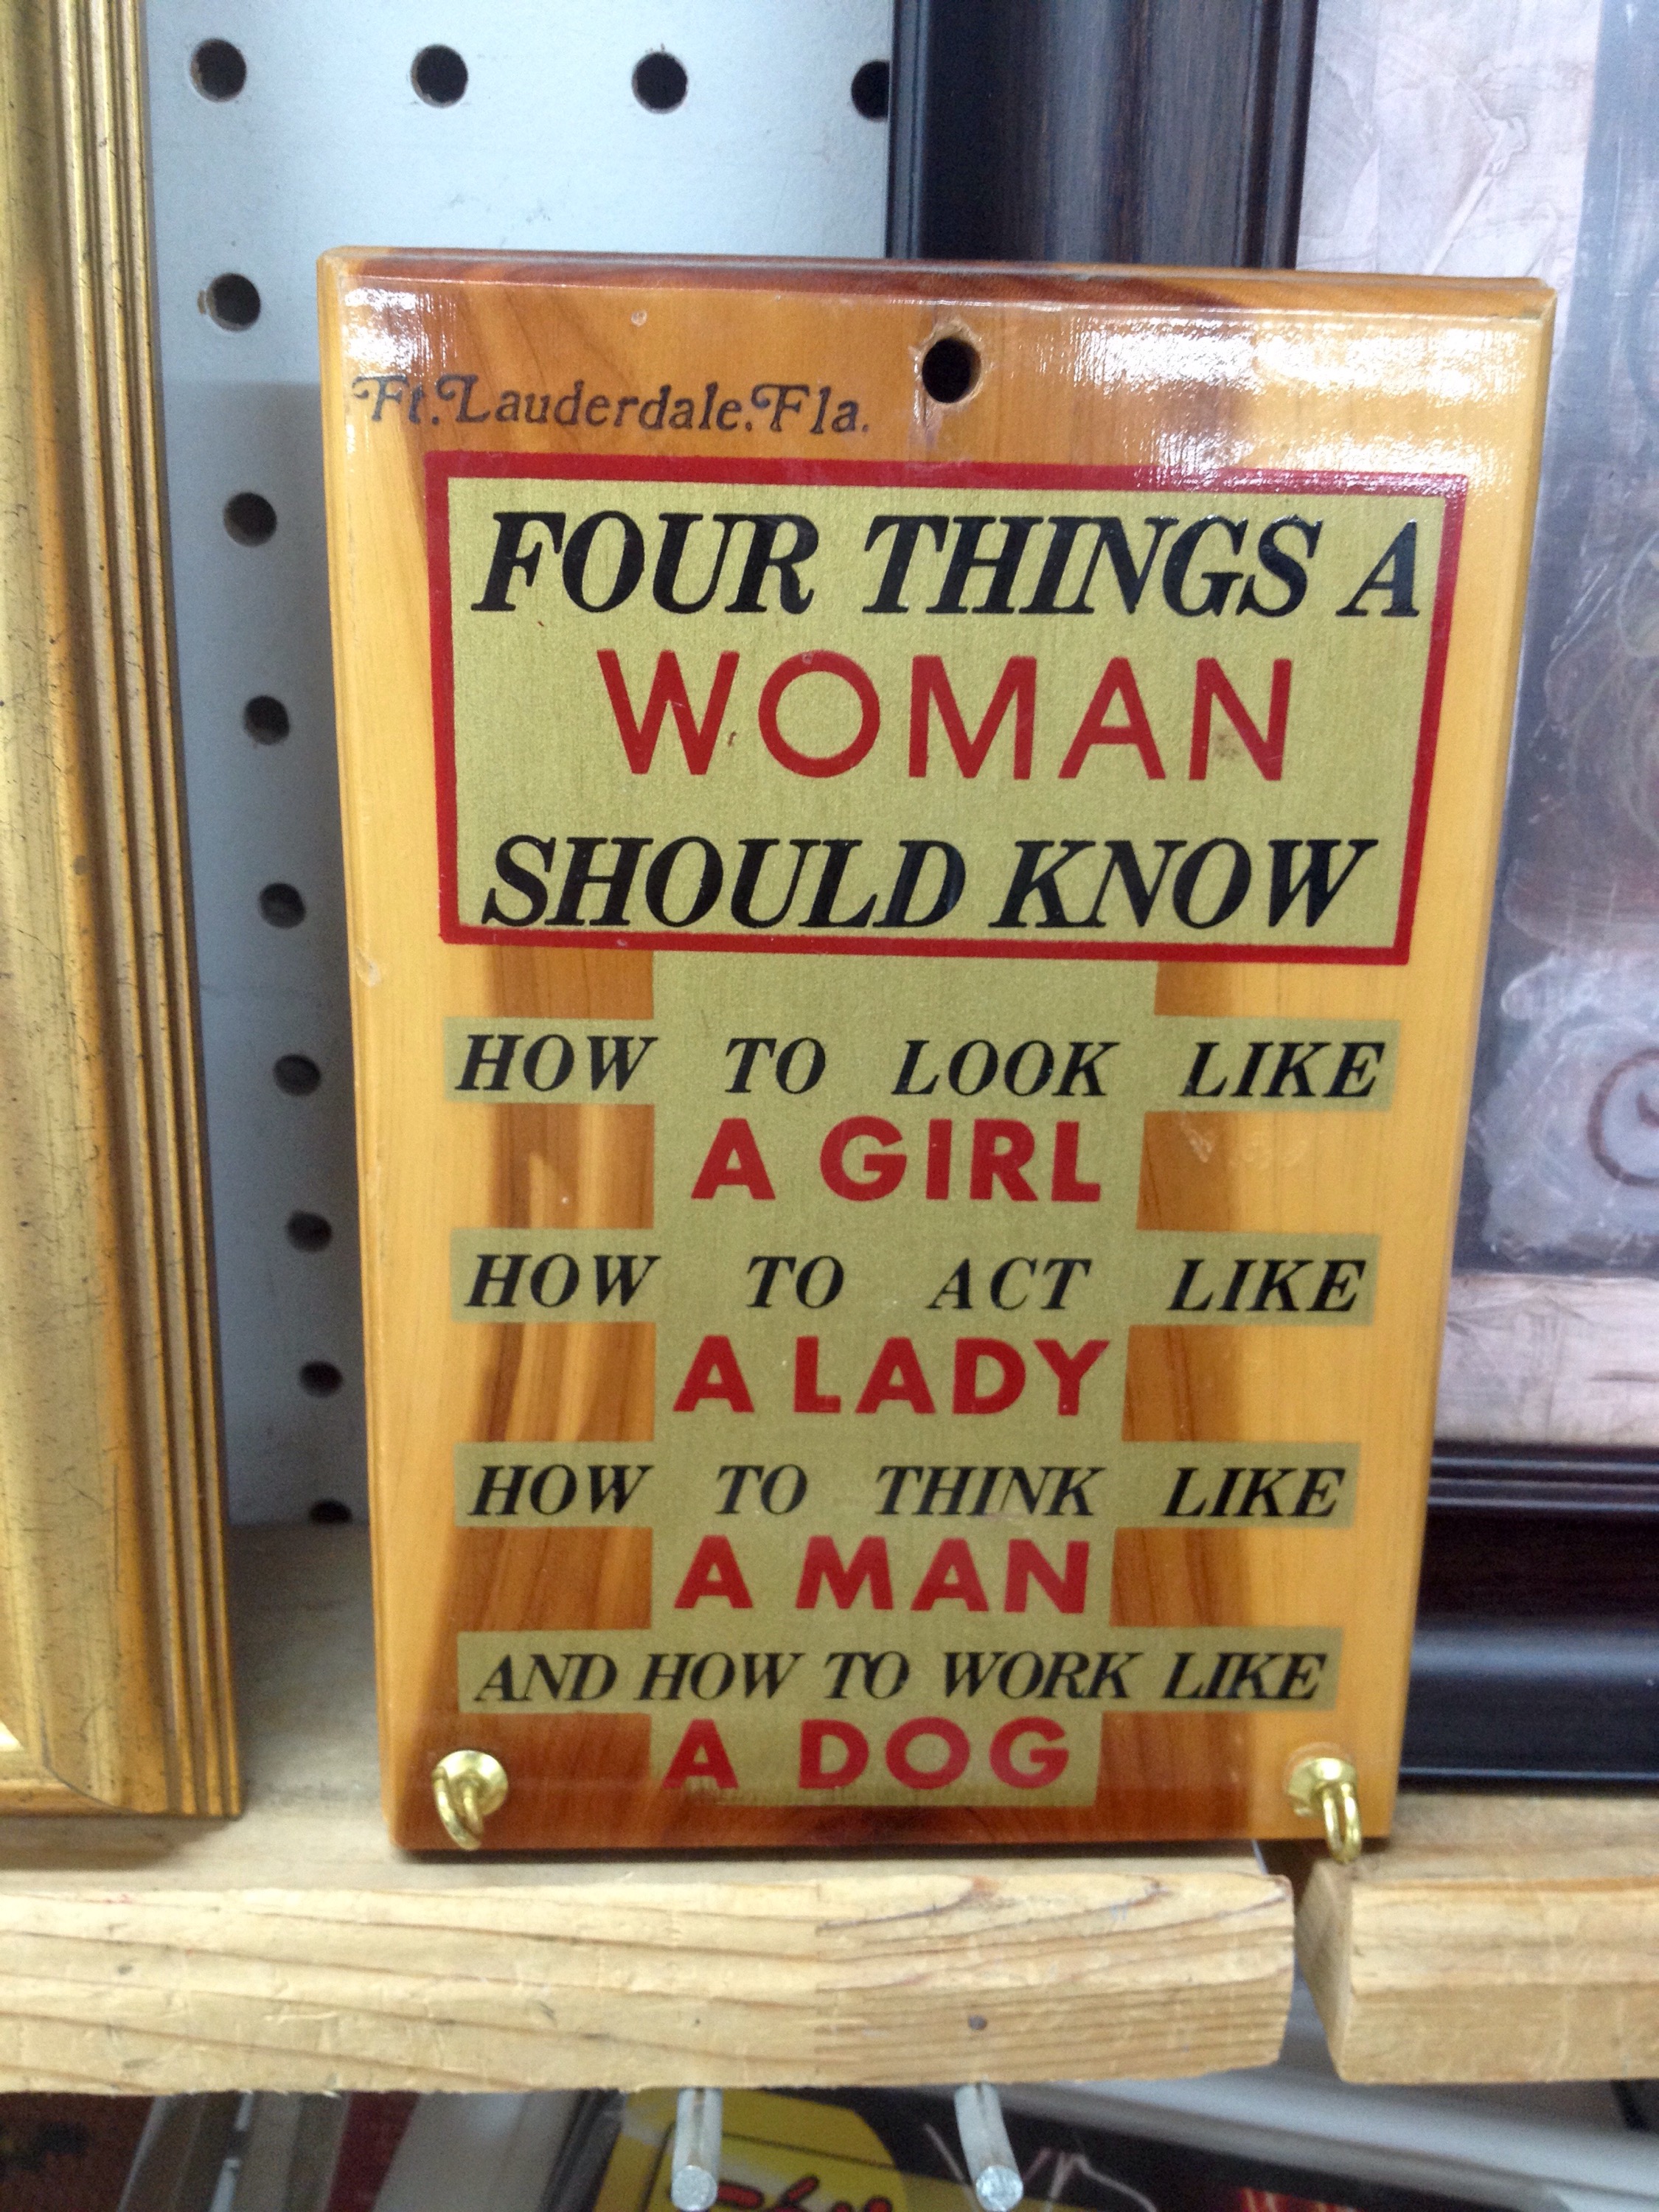 Ft. Lauderdale. Fla.
FOUR THINGS A
WOMAN
SHOULD KNOW
HOW TO LOOK LIKE
A GIRL
HOW TO ACT LIKE
A LADY
HOW TO THINK LIKE
A MAN
AND HOW TO WORK LIKE
A DOG